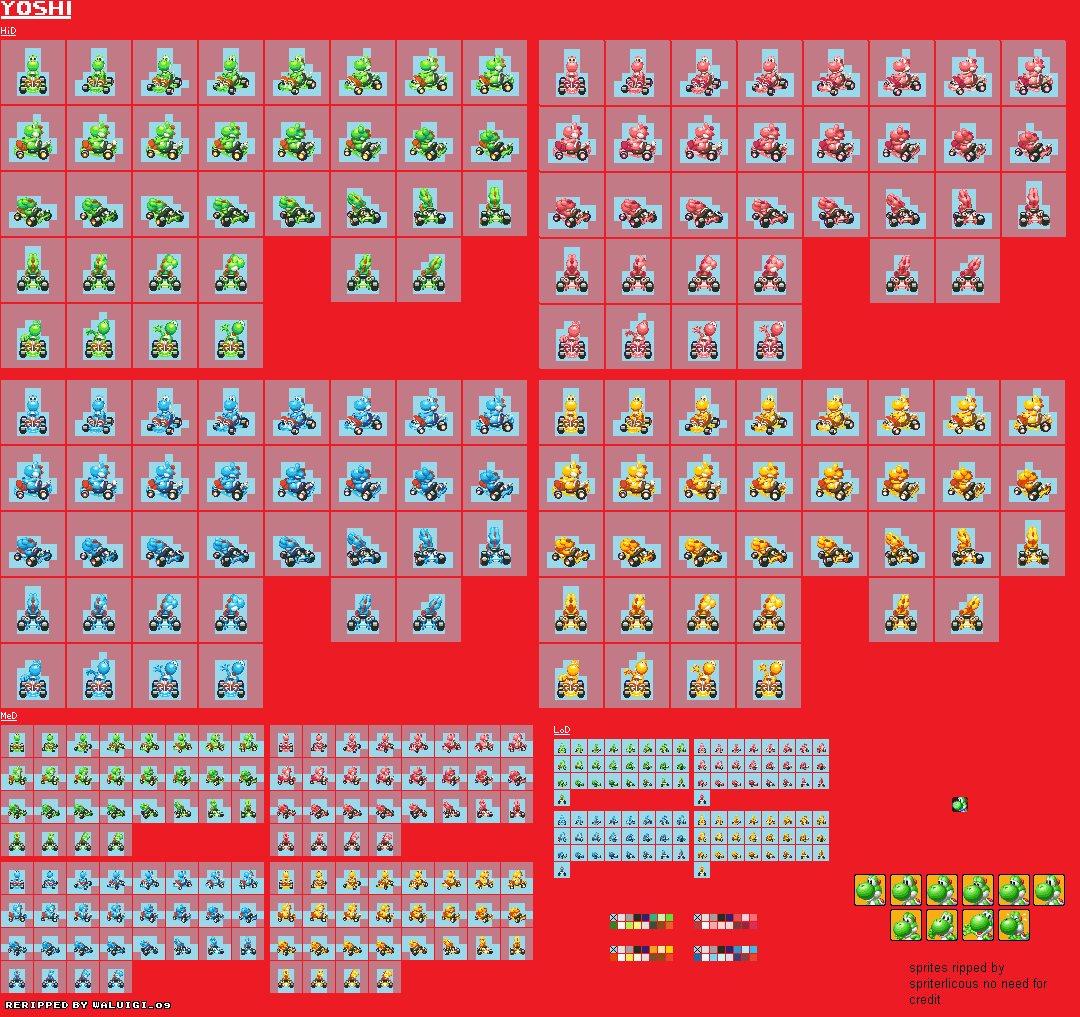 YOSHI
HiD
MeD
LoD
sprites ripped by
spriterlicous no need for
credit
RERIPPED BY WALUIGI_09